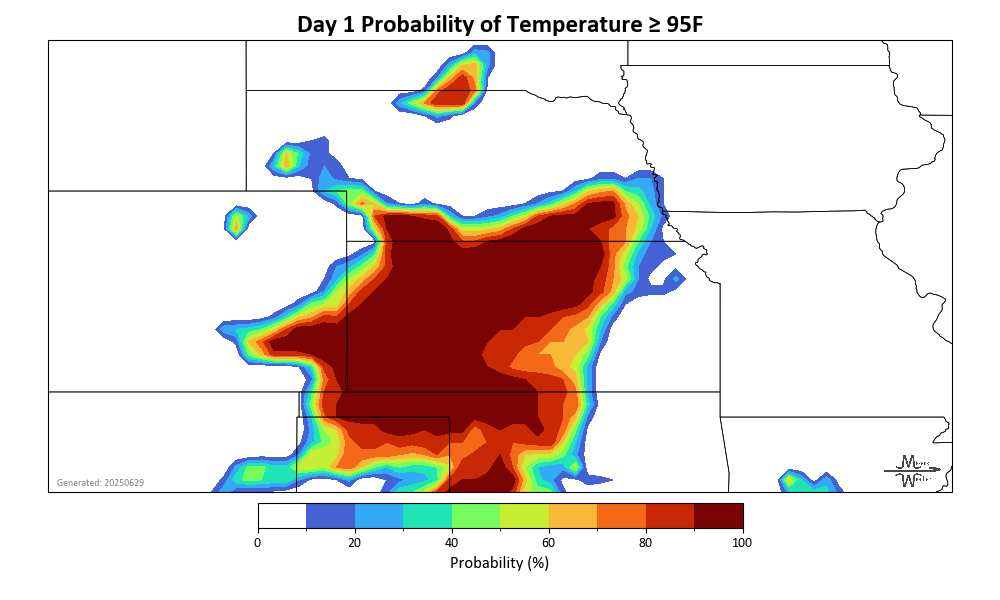 Day 1 Probability of Temperature ≥ 95F
Generated: 20250629
0 20 40 60 80 100
Probability (%)